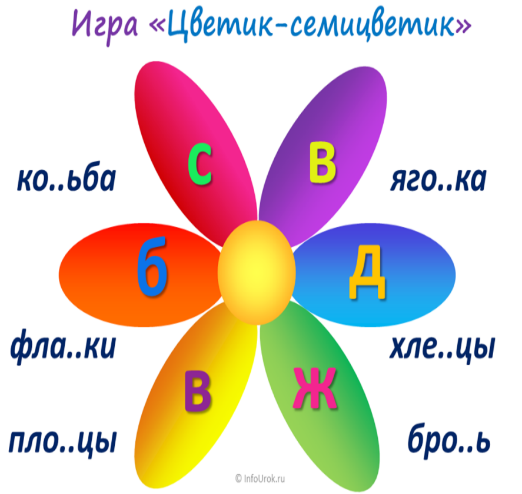 Игра «Цветик-семицветик»
с
в
ко..ьба
яго..ка
б
д
фла..ки
хле..цы
в
ж
пло..цы
бро..ь
© InfoUrok.ru